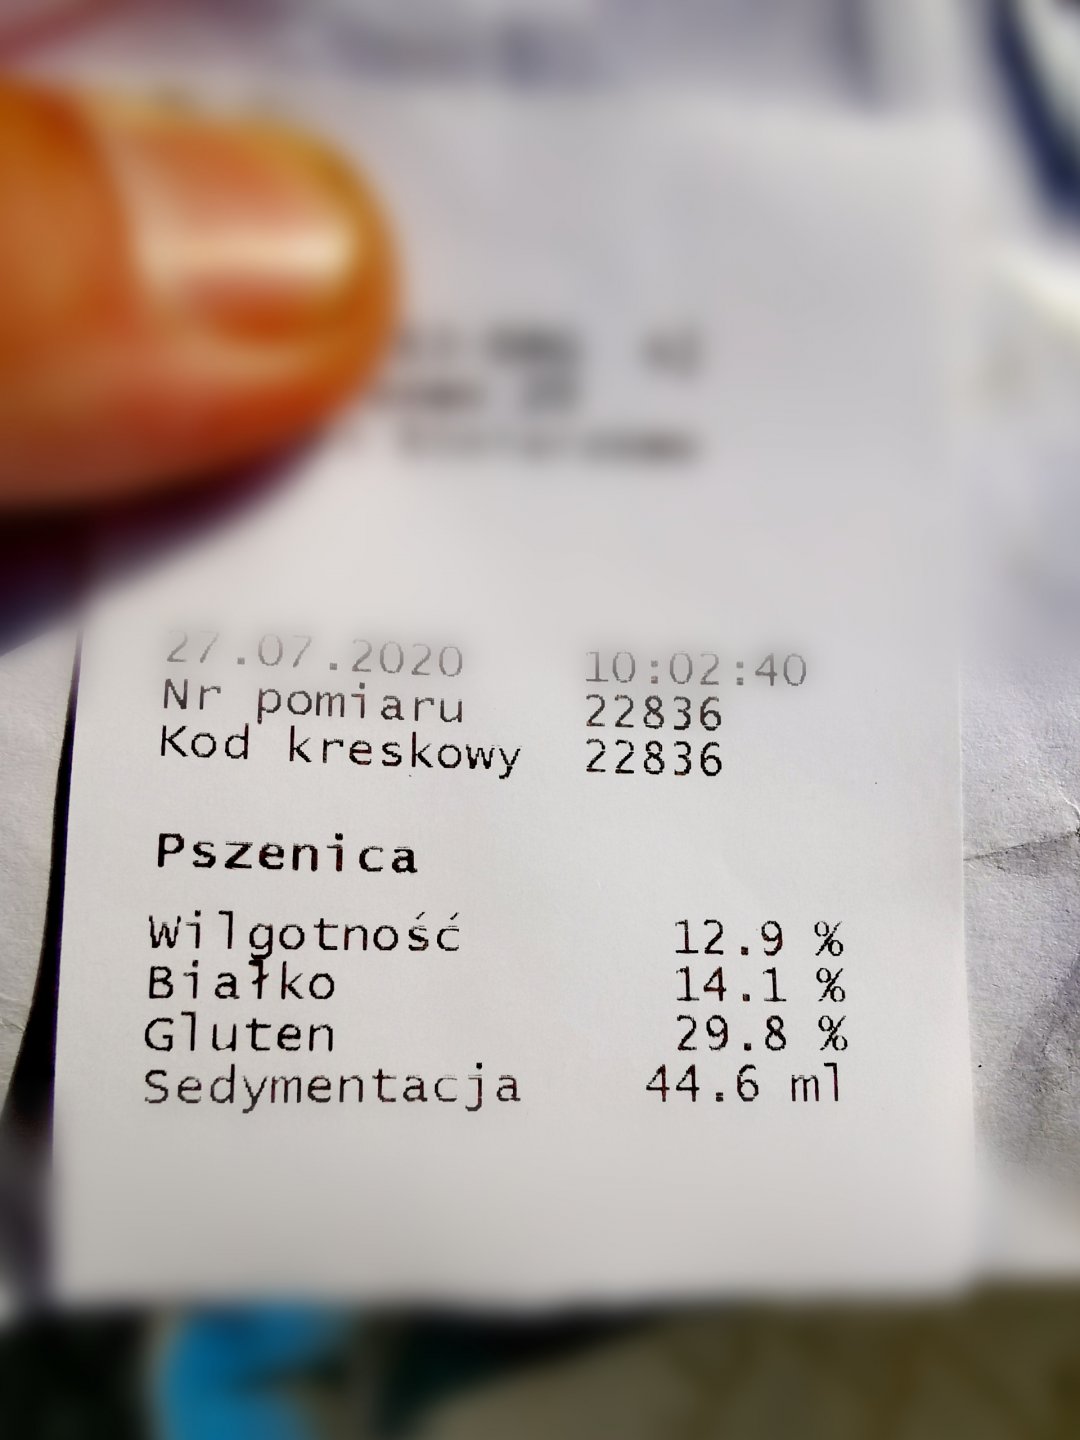 27.07.2020 10:02:40
Nr pomiaru 22836
Kod kreskowy 22836
Pszenica
Wilgotność 12.9 %
Białko 14.1 %
Gluten 29.8 %
Sedymentacja 44.6 ml